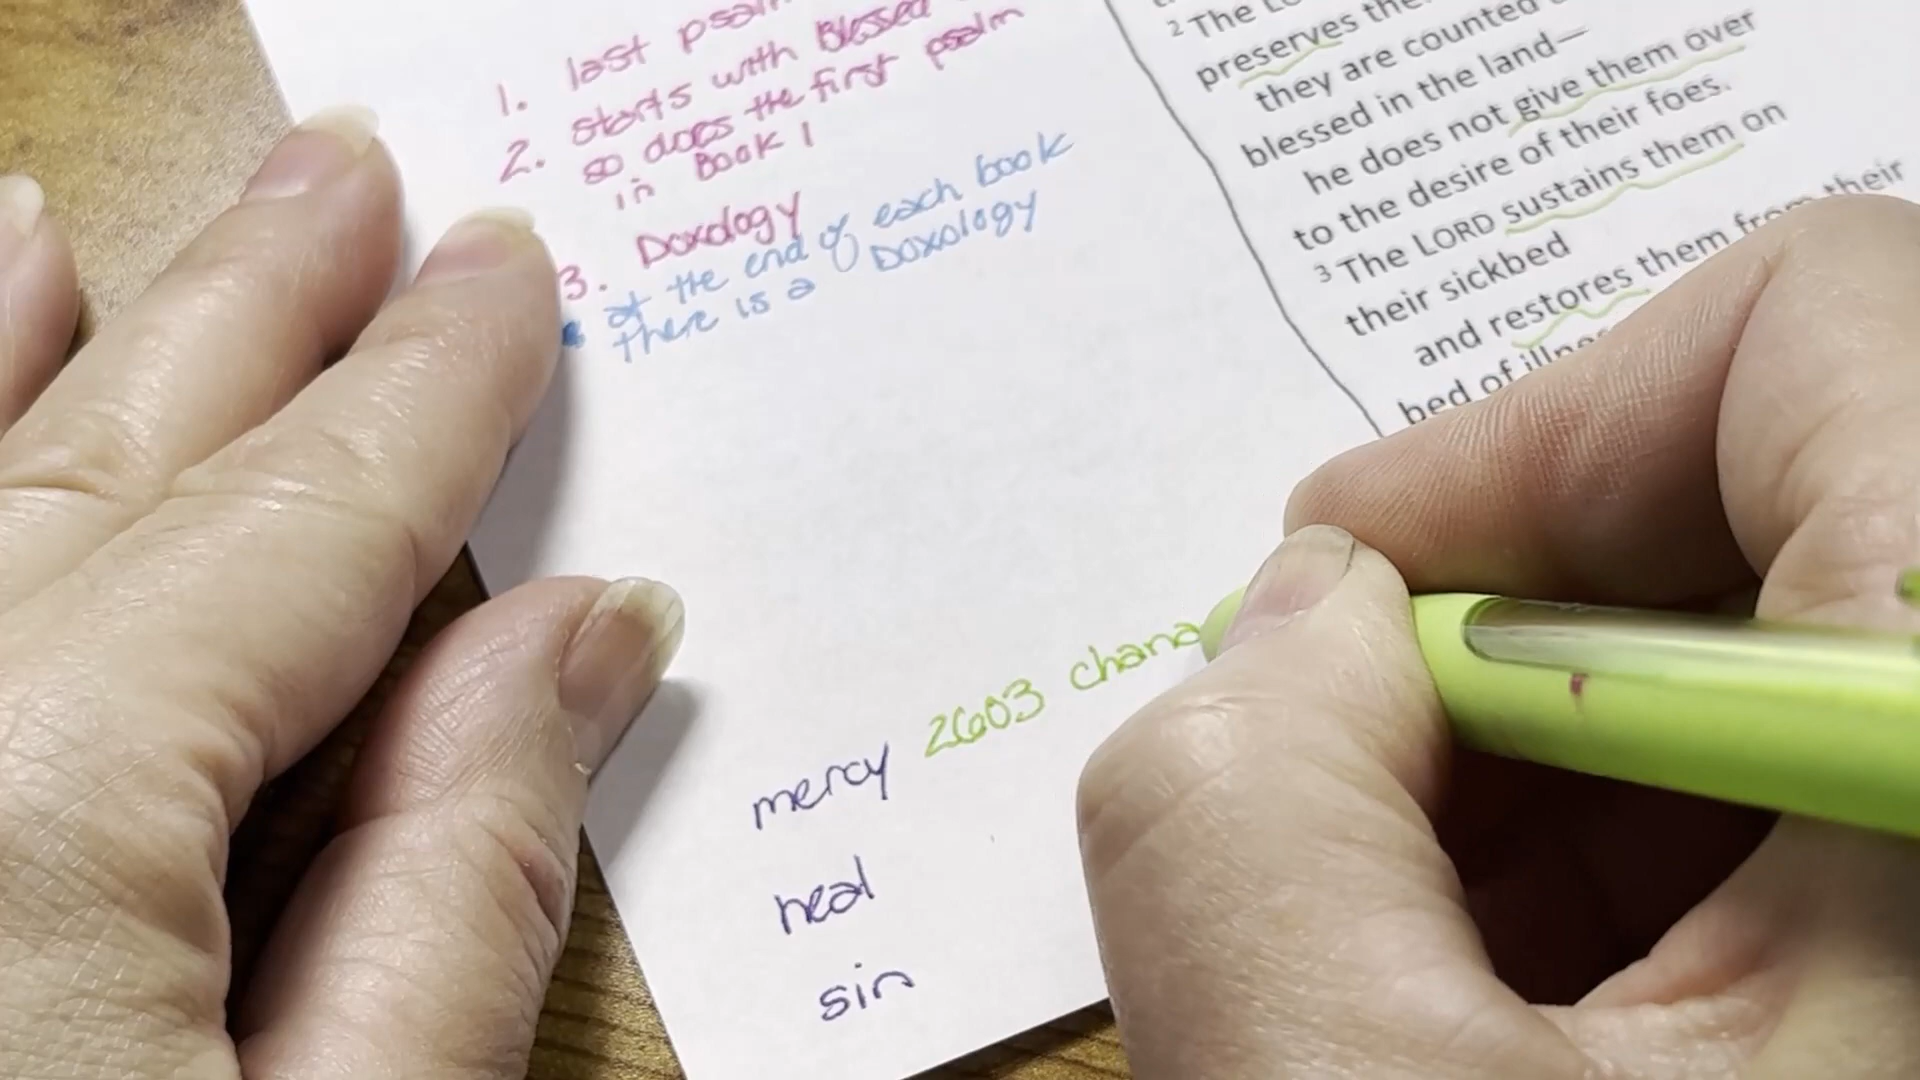 1. last psalm
2. starts with Blessed
so does the first psalm
in Book 1
3. Doxology
at the end of each book
there is a Doxology
mercy 2603 chana
heal
sin
2 The
preserves
they are counted
blessed in the land—
he does not give them over
to the desire of their foes.
3 The LORD sustains them on
their sickbed
and restores them from their
bed of